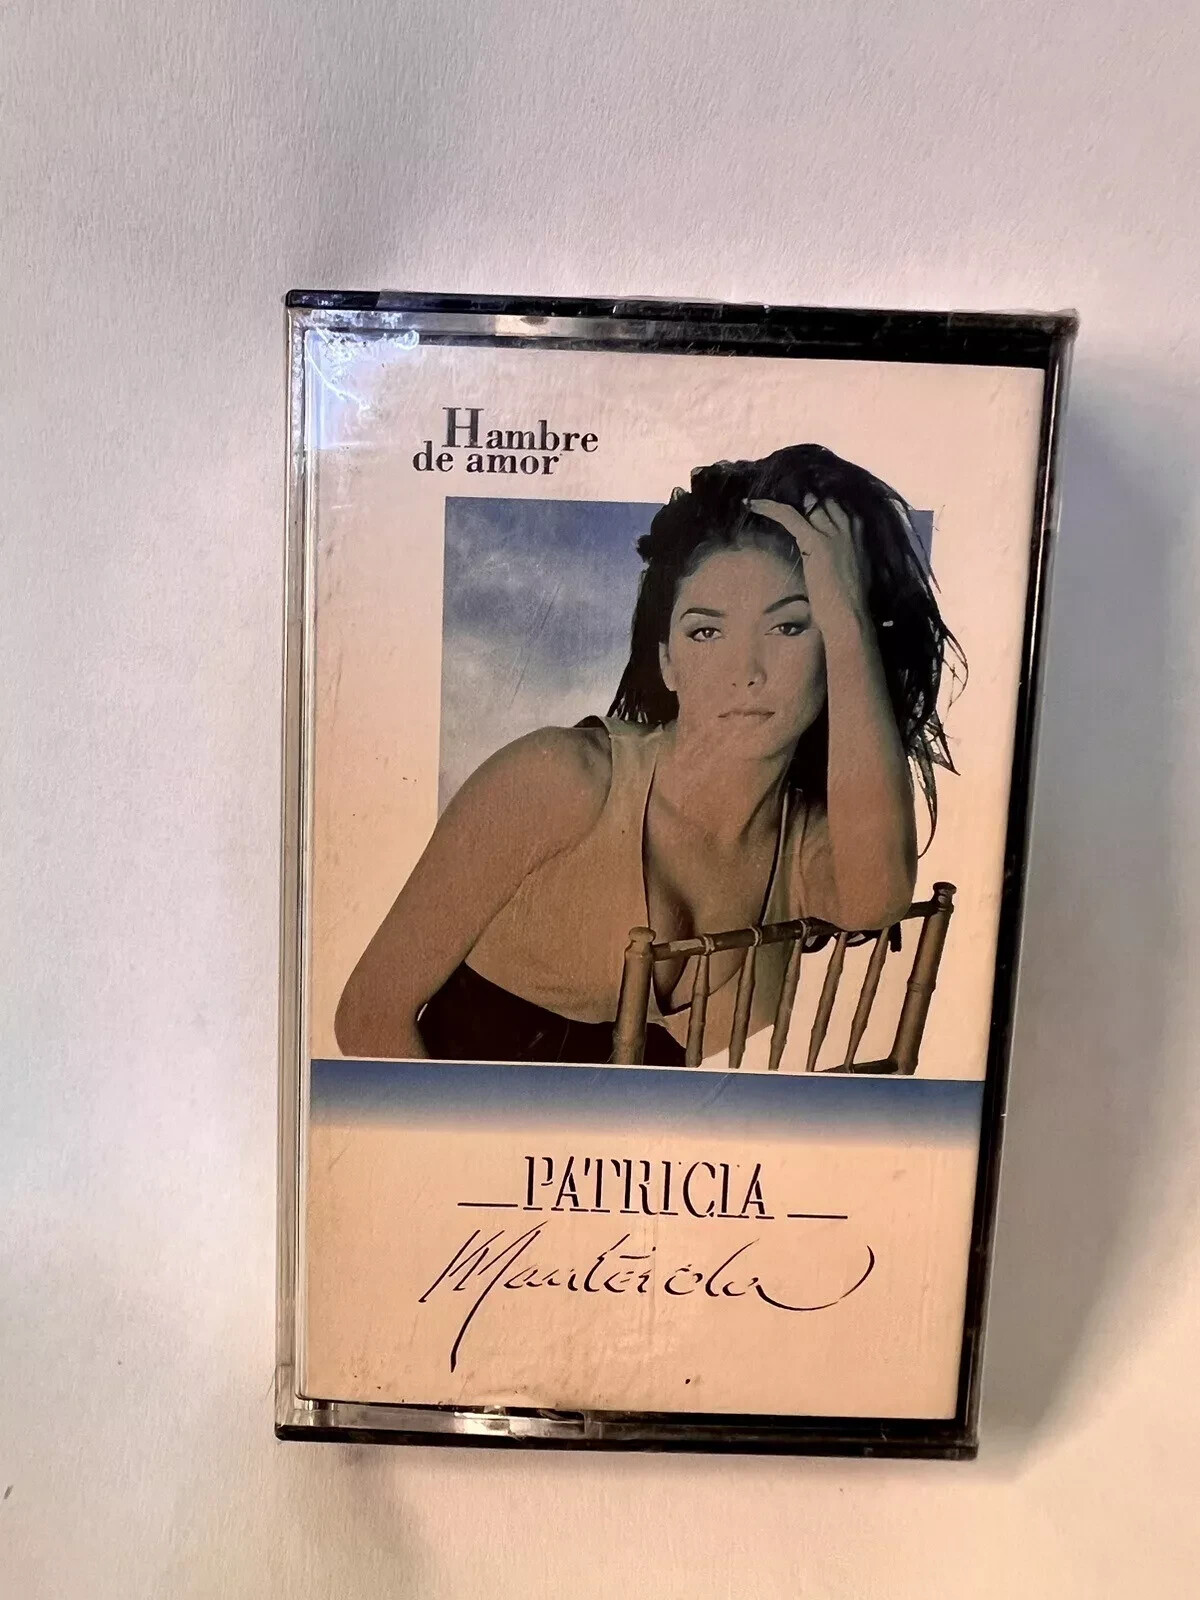 Hambre
de amor
PATRICIA
Manterola